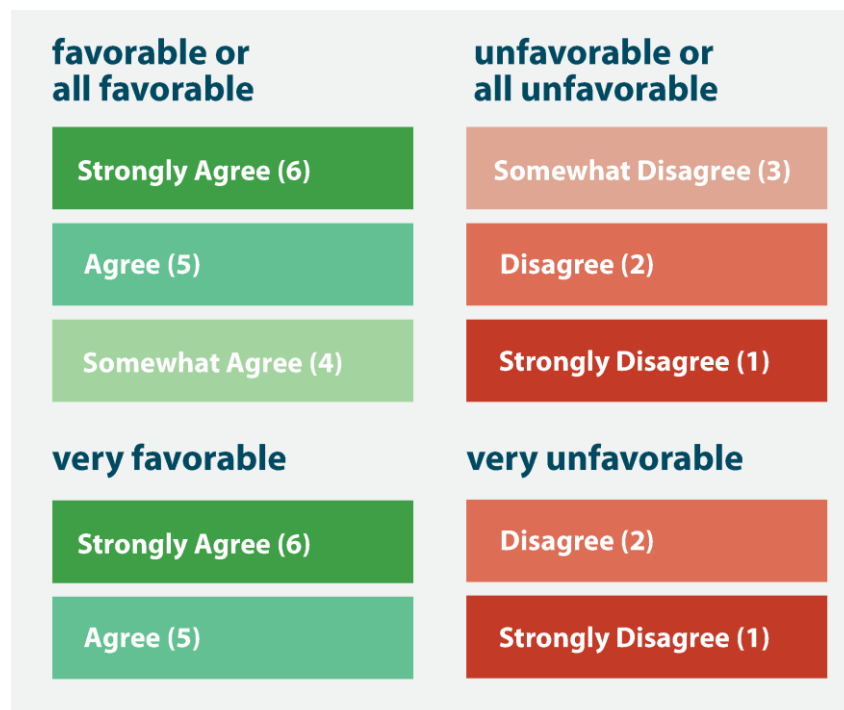 favorable or
all favorable
Strongly Agree (6)
Agree (5)
Somewhat Agree (4)
unfavorable or
all unfavorable
Somewhat Disagree (3)
Disagree (2)
Strongly Disagree (1)
very favorable
Strongly Agree (6)
Agree (5)
very unfavorable
Disagree (2)
Strongly Disagree (1)